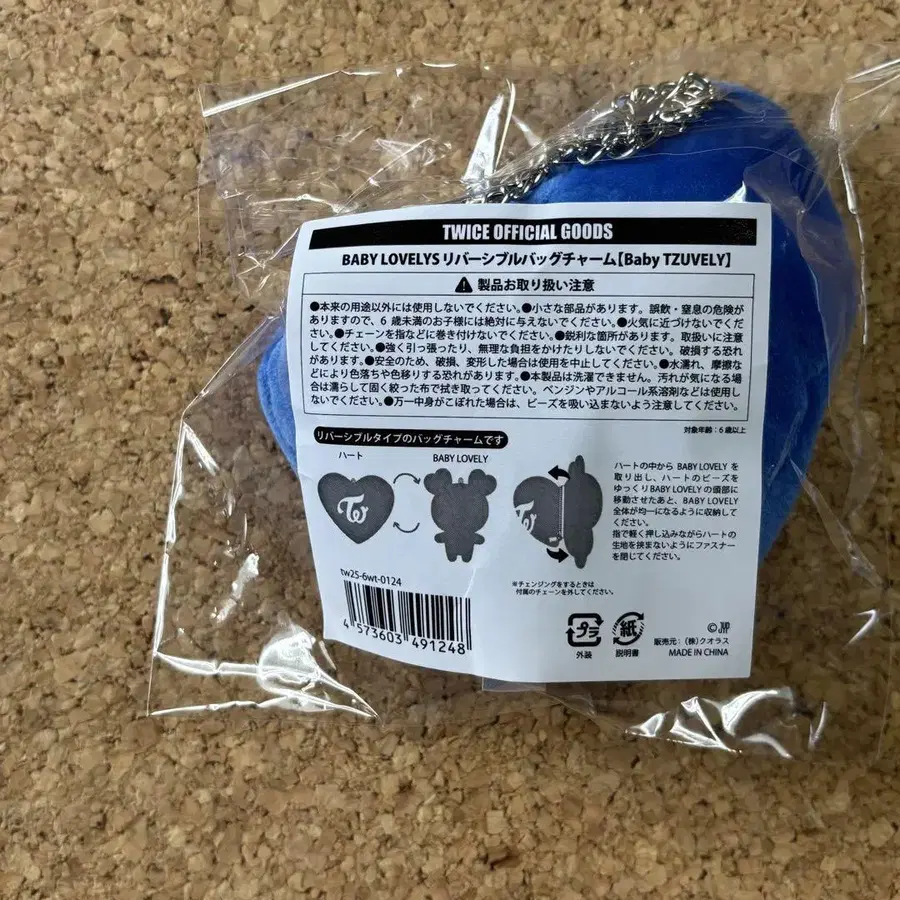 TWICE OFFICIAL GOODS
BABY LOVELYS リバーシブルバッグチャーム【Baby TZUVELY】
製品お取り扱い注意
●本来の用途以外には使用しないでください。●小さな部品があります。誤飲・窒息の危険が
ありますので、6 歳未満のお子様には絶対に与えないでください。●火気に近づけないでくだ
さい。●チェーンを指などに巻き付けないでください。●鋭利な箇所があります。取扱いに注意
してください。●強く引っ張ったり、無理な負担をかけたりしないでください。破損する恐れ
があります。●安全のため、破損、変形した場合は使用を中止してください。●水濡れ、摩擦な
どにより色落ちや色移りする恐れがあります。●本製品は洗濯できません。汚れが気になる場合
は濡らして固く絞った布で拭き取ってください。ベンジンやアルコール系溶剤などは使用
しないでください。●万一中身がこぼれた場合は、ビーズを吸い込まないよう注意してください。
対象年齢：6歳以上
リバーシブルタイプのバッグチャームです
ハート
BABY LOVELY
Tw
Tw
ハートの中から BABY LOVELY を
取り出し、ハートのビーズを
ゆっくりBABY LOVELY の頭部に
移動させたあと、BABY LOVELY
全体が均一になるように収納して
ください。
指で軽く押し込みながらハートの
生地を挟まないようにファスナー
を閉じてください。
※チェンジングをするときは
付属のチェーンを外してください。
tw25-6wt-0124
4 573603 491248
プラ
外装
紙
説明書
©JYP
販売元：(株)クオラス
MADE IN CHINA